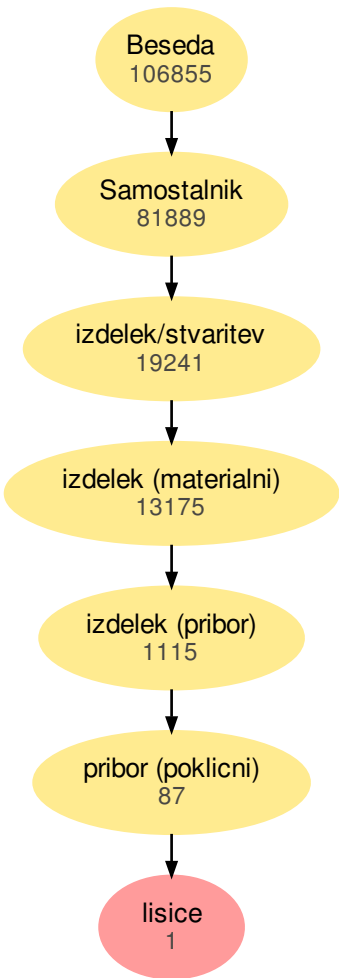 Beseda
106855
Samostalnik
81889
izdelek/stvaritev
19241
izdelek (materialni)
13175
izdelek (pribor)
1115
pribor (poklicni)
87
lisice
1